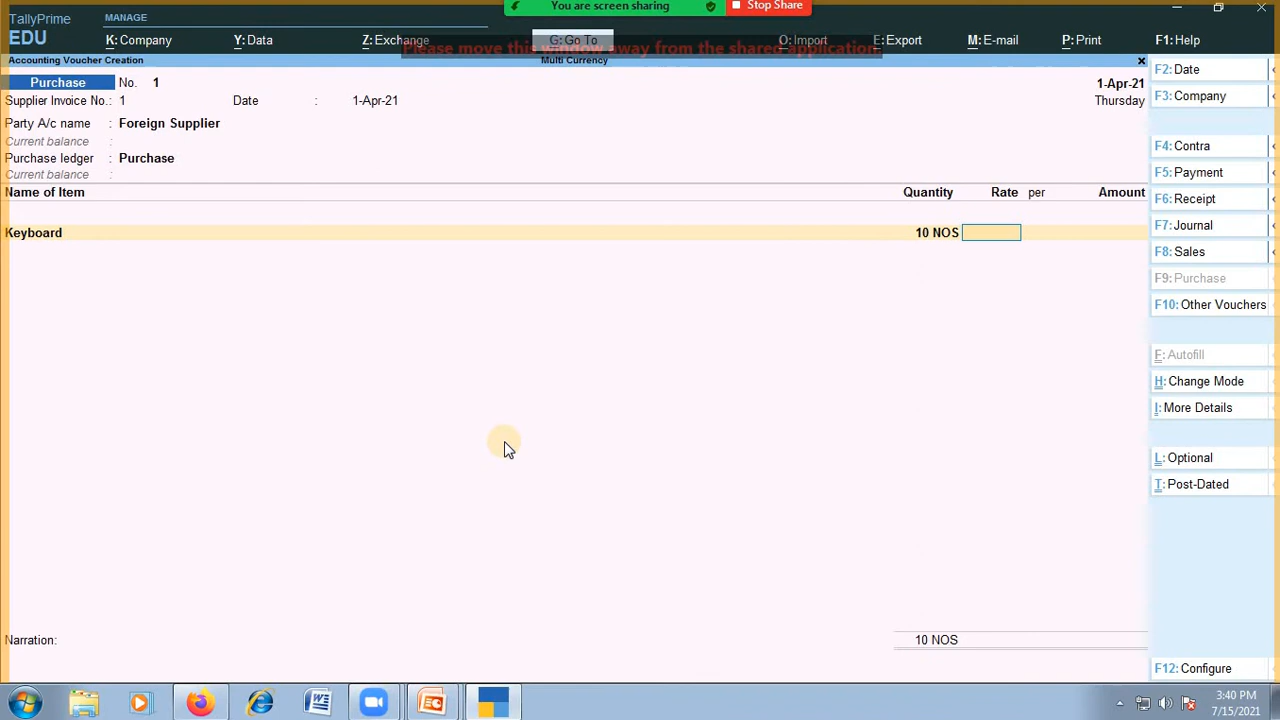 You are screen sharing Stop Share
TallyPrime MANAGE
EDU K: Company Y: Data Z: Exchange G: Go To O: Import E: Export M: E-mail P: Print F1: Help
Please move this window away from the shared application.
Accounting Voucher Creation Multi Currency
Purchase No. 1 1-Apr-21
Supplier Invoice No.: 1 Date : 1-Apr-21 Thursday
Party A/c name : Foreign Supplier
Current balance :
Purchase ledger : Purchase
Current balance :
Name of Item Quantity Rate per Amount
Keyboard 10 NOS
Narration: 10 NOS
F2: Date
F3: Company
F4: Contra
F5: Payment
F6: Receipt
F7: Journal
F8: Sales
F9: Purchase
F10: Other Vouchers
F: Autofill
H: Change Mode
I: More Details
L: Optional
T: Post-Dated
F12: Configure
3:40 PM
7/15/2021